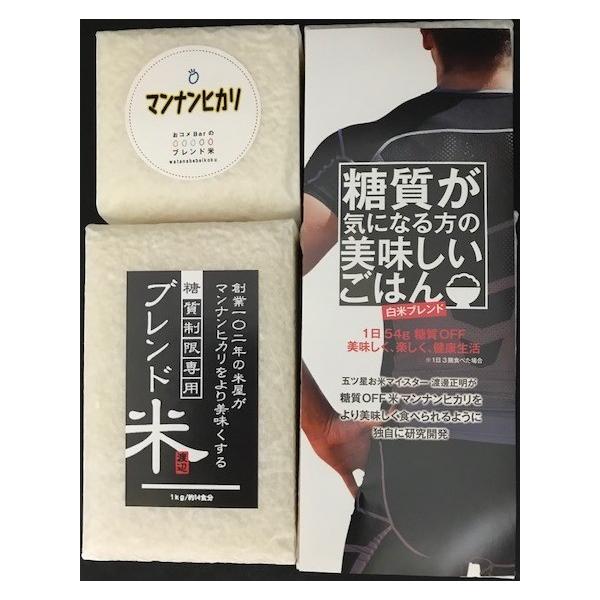 マンナンヒカリ
おコメBarの
ブレンド米
watanabebeikoku
創業一〇二年の米屋が
マンナンヒカリをより美味くする
糖質制限専用
ブレンド米
渡辺
1kg/約14食分
糖質が
気になる方の
美味しい
ごはん
白米ブレンド
1日54g 糖質OFF
美味しく、楽しく、健康生活
※1日3膳食べた場合
五ツ星お米マイスター 渡邊正明が
糖質OFF米 マンナンヒカリを
より美味しく食べられるように
独自に研究開発